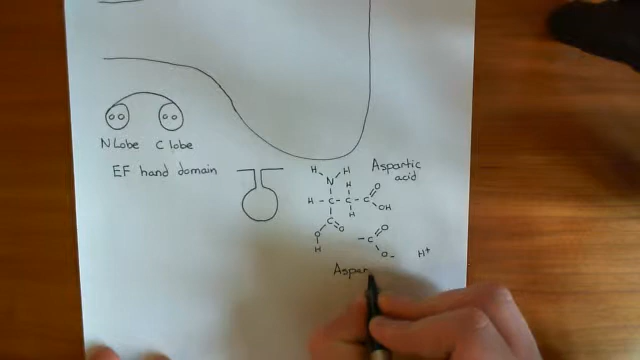 N Lobe C lobe
EF hand domain
Aspartic
acid
H H
N H O
H - C - C - C
H OH
C
O O
H
- C O
O-
H+
Aspar